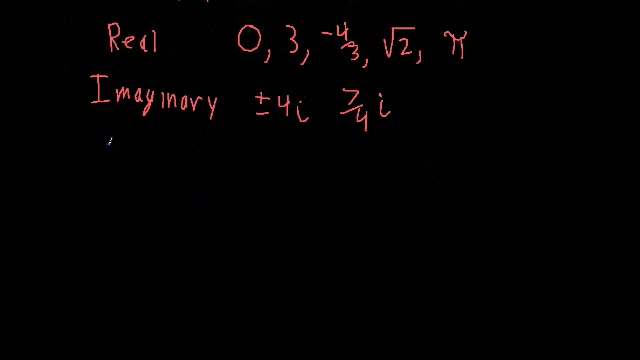 Real 0, 3, -4/3, √2, π
Imaginary ±4i 7/4 i